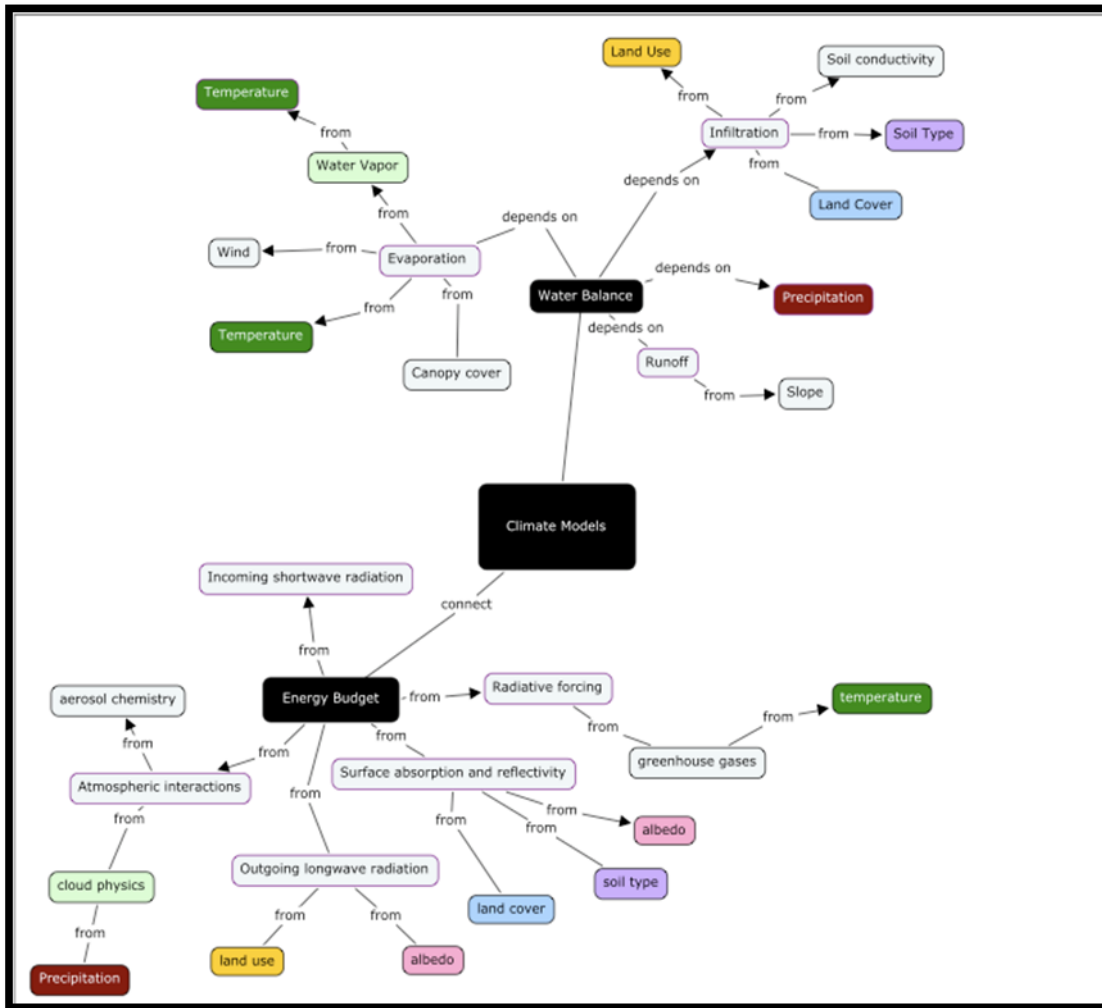 Land Use
Soil conductivity
Temperature
from
from
from
Infiltration
from
Soil Type
Water Vapor
from
depends on
Land Cover
from
depends on
Wind
from
Evaporation
depends on
from
Water Balance
Precipitation
from
Temperature
depends on
Runoff
Canopy cover
from
Slope
Climate Models
Incoming shortwave radiation
connect
from
Radiative forcing
aerosol chemistry
Energy Budget
from
temperature
from
from
from
from
from
greenhouse gases
Surface absorption and reflectivity
Atmospheric interactions
from
from
from
from
from
albedo
Outgoing longwave radiation
cloud physics
soil type
land cover
from
from
from
land use
albedo
Precipitation